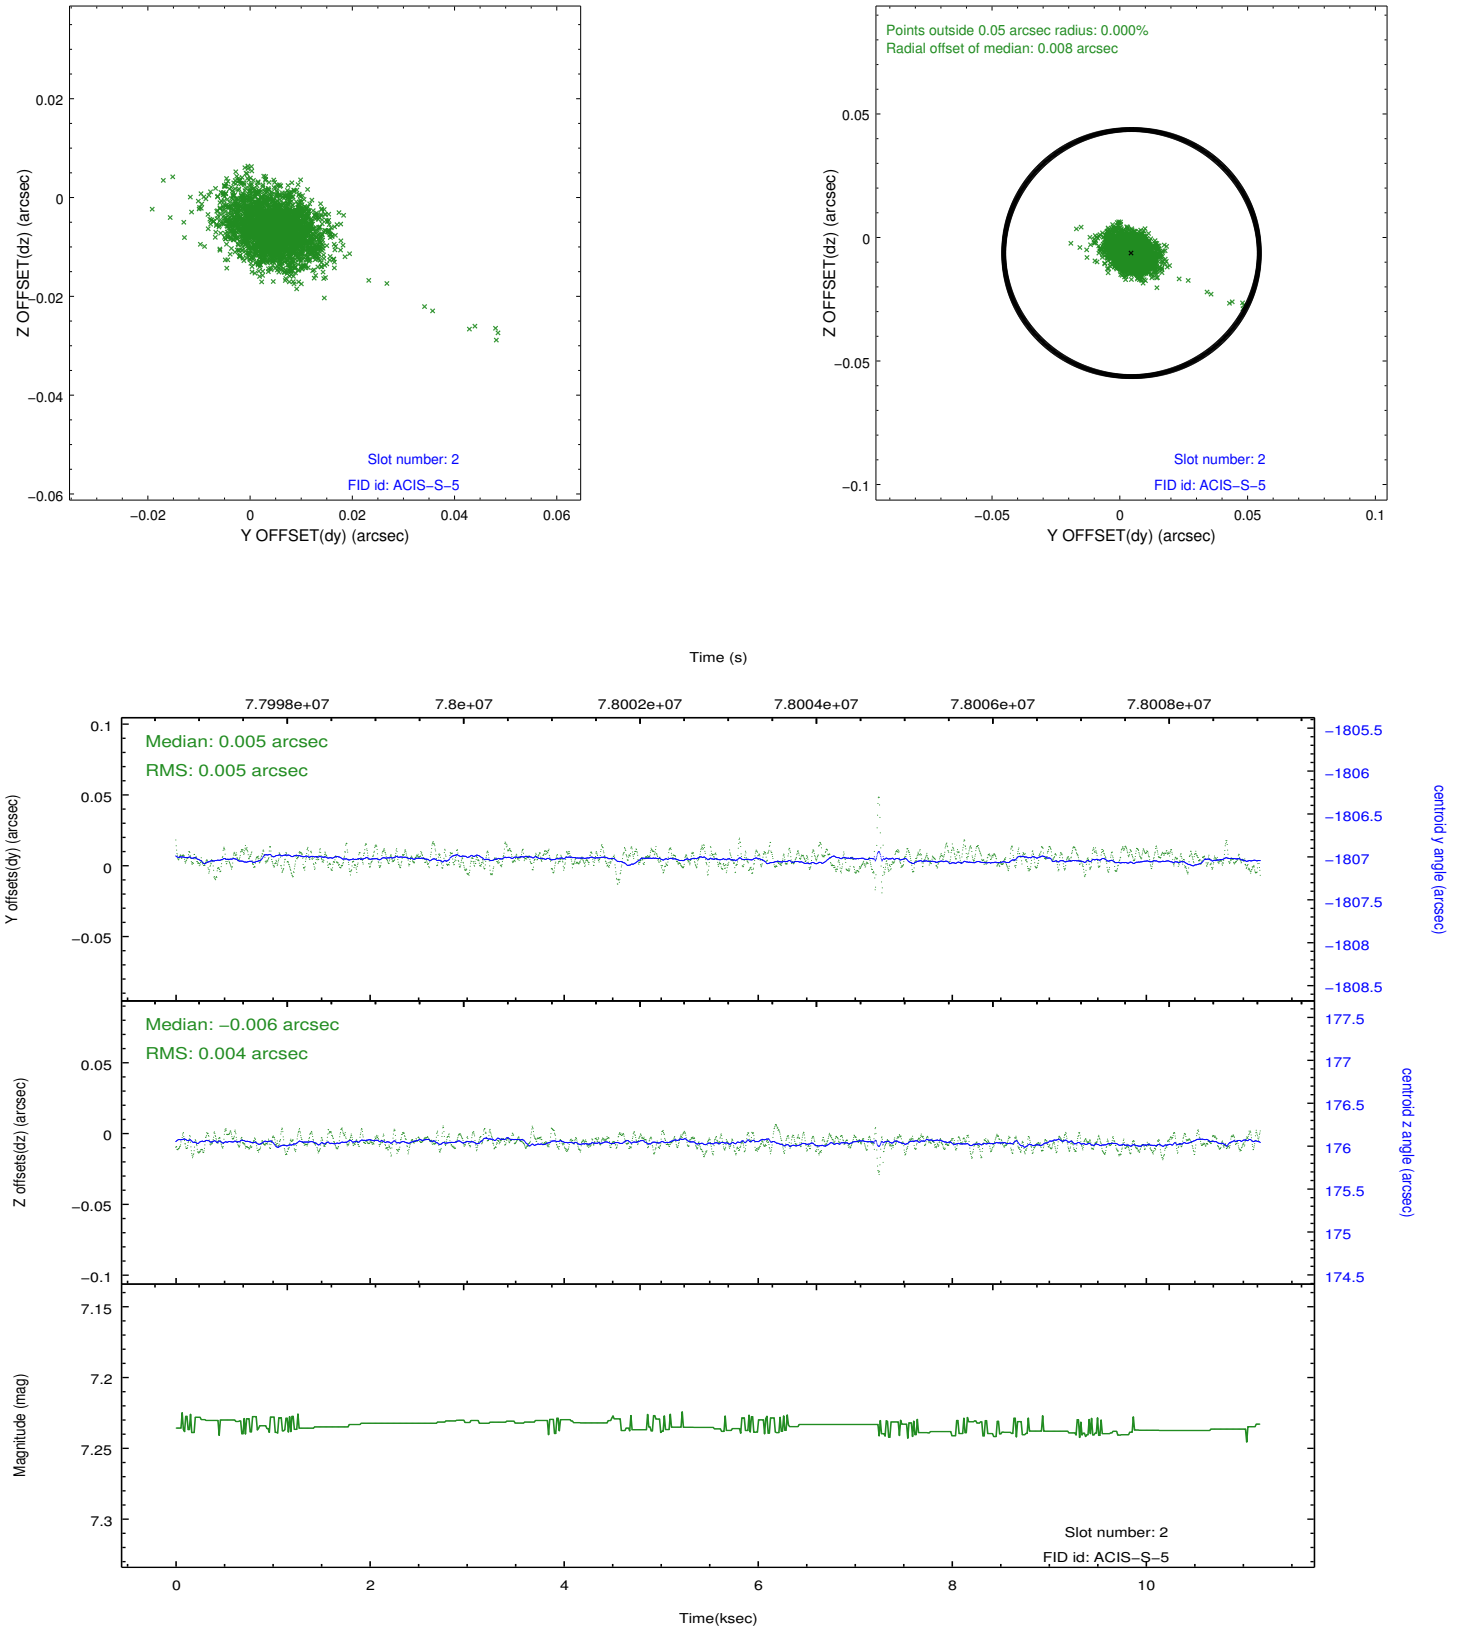 0.02
0
−0.02
−0.04
−0.06
Z OFFSET(dz) (arcsec)
Slot number: 2
FID id: ACIS−S−5
−0.02
0
0.02
0.04
0.06
Y OFFSET(dy) (arcsec)
Points outside 0.05 arcsec radius: 0.000%
Radial offset of median: 0.008 arcsec
0.05
0
−0.05
−0.1
Z OFFSET(dz) (arcsec)
Slot number: 2
FID id: ACIS−S−5
−0.05
0
0.05
0.1
Y OFFSET(dy) (arcsec)
Time (s)
7.7998e+07
7.8e+07
7.8002e+07
7.8004e+07
7.8006e+07
7.8008e+07
Median: 0.005 arcsec
RMS: 0.005 arcsec
0.1
0.05
0
−0.05
Y offsets(dy) (arcsec)
−1805.5
−1806
−1806.5
−1807
−1807.5
−1808
−1808.5
centroid y angle (arcsec)
Median: −0.006 arcsec
RMS: 0.004 arcsec
0.05
0
−0.05
−0.1
Z offsets(dz) (arcsec)
177.5
177
176.5
176
175.5
175
174.5
centroid z angle (arcsec)
7.15
7.2
7.25
7.3
Magnitude (mag)
Slot number: 2
FID id: ACIS−S−5
0
2
4
6
8
10
Time(ksec)